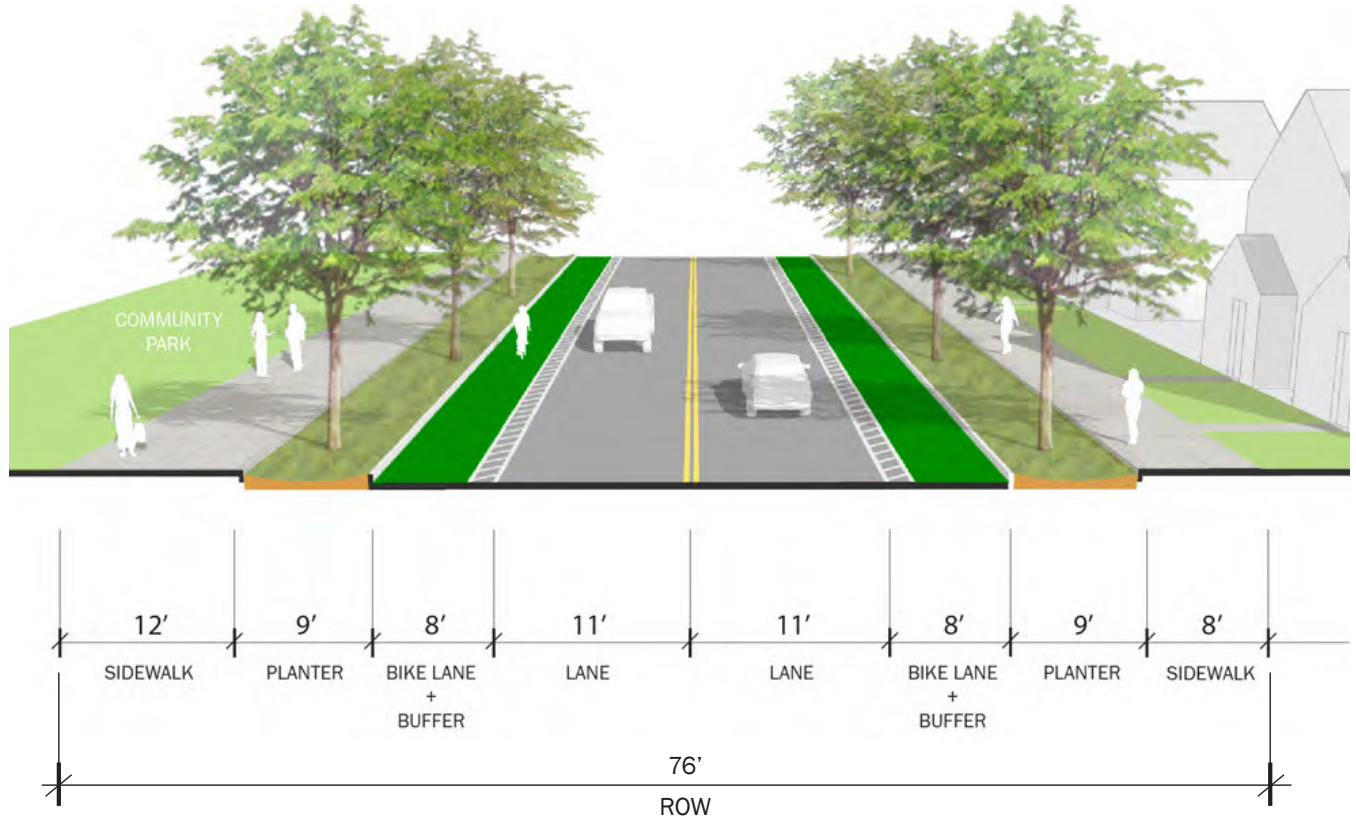 COMMUNITY
PARK
12’ 9’ 8’ 11’ 11’ 8’ 9’ 8’
SIDEWALK PLANTER BIKE LANE LANE LANE BIKE LANE PLANTER SIDEWALK
+ +
BUFFER BUFFER
76’
ROW